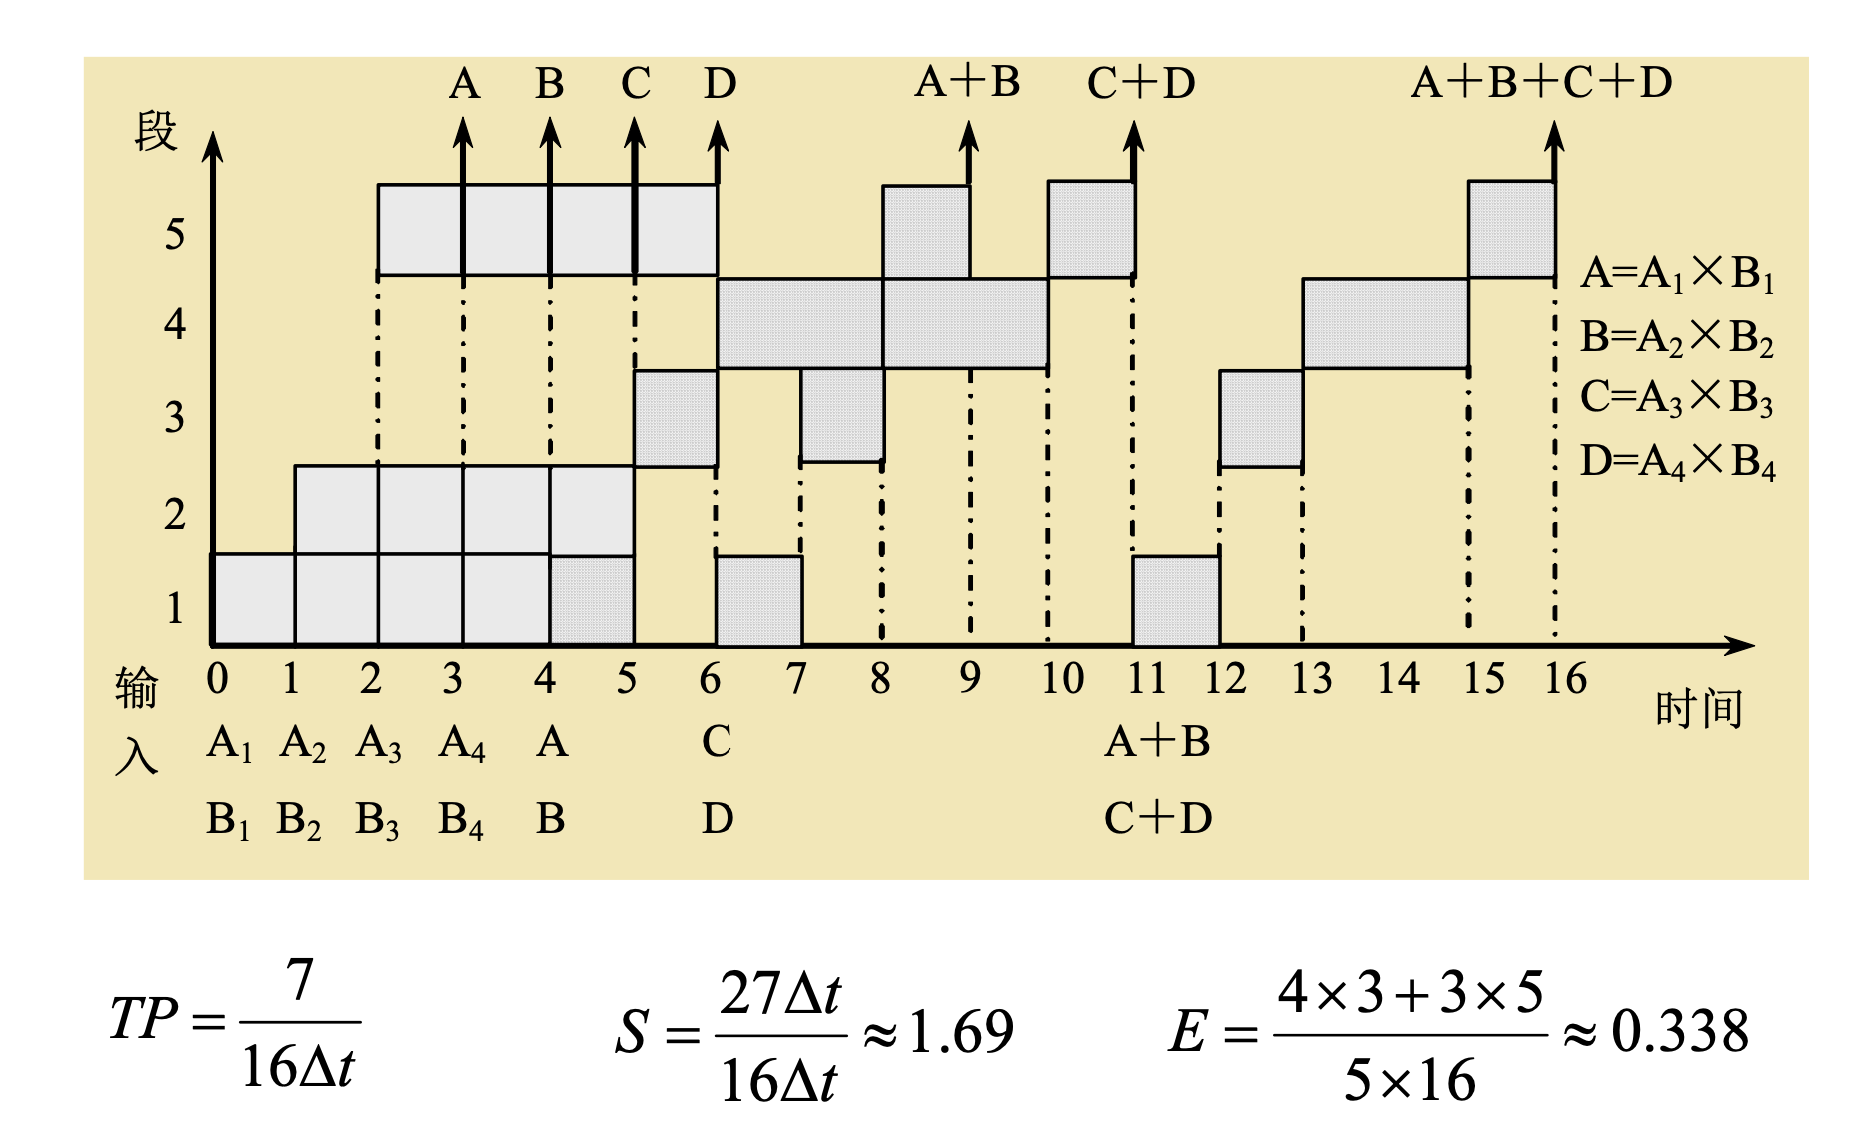 A B C D A+B C+D A+B+C+D
段
5
A=A₁×B₁
4
B=A₂×B₂
C=A₃×B₃
3
D=A₄×B₄
2
1
0 1 2 3 4 5 6 7 8 9 10 11 12 13 14 15 16
输入
时间
A₁ A₂ A₃ A₄ A C A+B
B₁ B₂ B₃ B₄ B D C+D
TP = 7/16Δt
S = 27Δt/16Δt ≈ 1.69
E = 4×3+3×5/5×16 ≈ 0.338